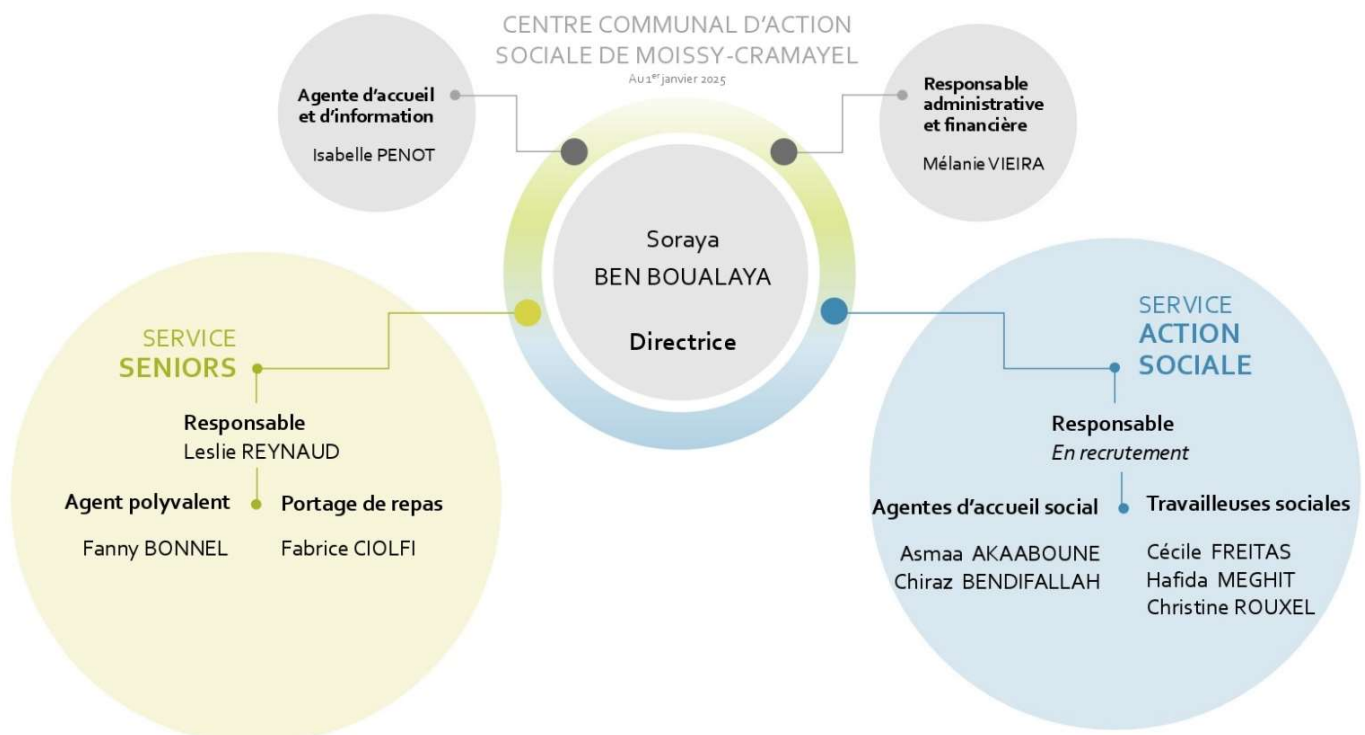 CENTRE COMMUNAL D'ACTION
SOCIALE DE MOISSY-CRAMAYEL
Au 1er janvier 2025
Agente d'accueil
et d'information
Isabelle PENOT
Responsable
administrative
et financière
Mélanie VIEIRA
Soraya
BEN BOUALAYA
Directrice
SERVICE
SENIORS
Responsable
Leslie REYNAUD
Agent polyvalent
Fanny BONNEL
Portage de repas
Fabrice CIOLFI
SERVICE
ACTION
SOCIALE
Responsable
En recrutement
Agentes d'accueil social
Asmaa AKAABOUNE
Chiraz BENDIFALLAH
Travailleuses sociales
Cécile FREITAS
Hafida MEGHIT
Christine ROUXEL